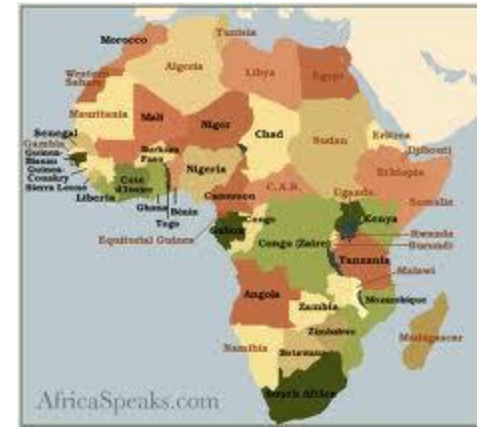 Tunisia
Morocco
Algeria
Libya
Egypt
Western
Sahara
Mauritania
Mali
Niger
Chad
Sudan
Eritrea
Djibouti
Senegal
Gambia
Guinea-
Bissau
Guinea-
Conakry
Sierra Leone
Liberia
Burkina
Faso
Cote
d'Ivoire
Ghana
Togo
Benin
Nigeria
Cameroon
C.A.R.
Ethiopia
Somalia
Uganda
Kenya
Equitorial Guinea
Gabon
Congo
Congo (Zaire)
Rwanda
Burundi
Tanzania
Malawi
Angola
Zambia
Mozambique
Zimbabwe
Madagascar
Namibia
Botswana
South Africa
AfricaSpeaks.com